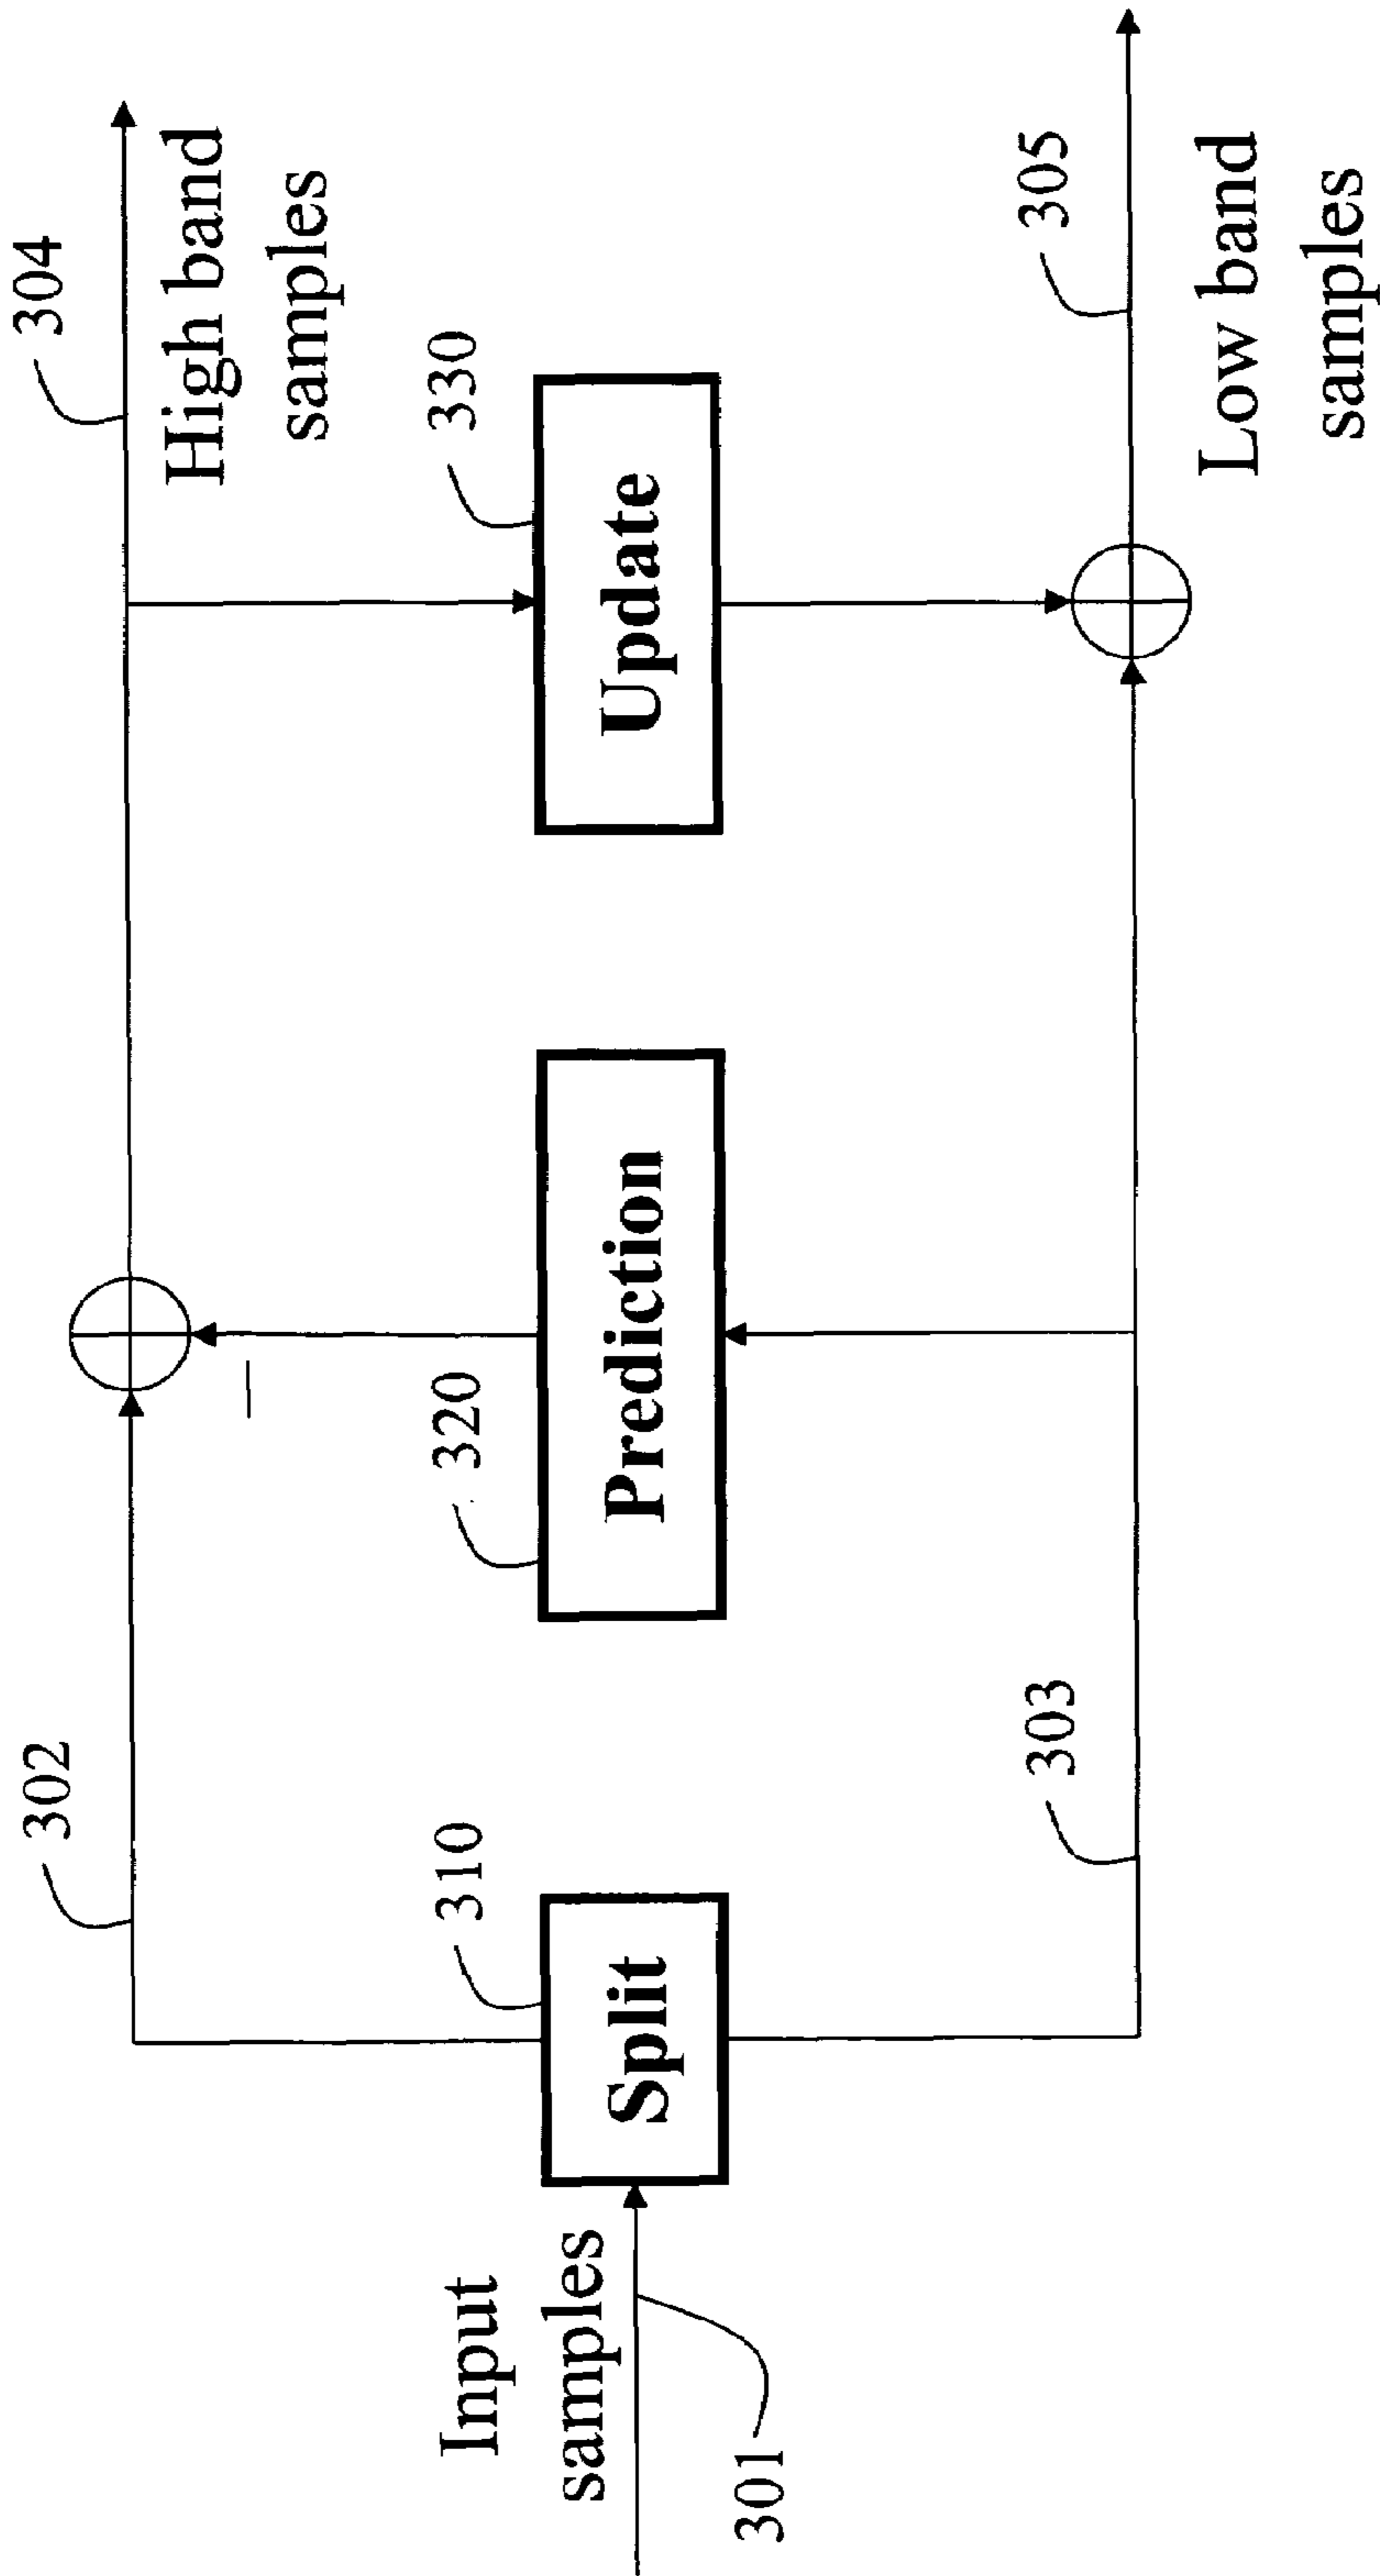 302
304
High band
samples
310
Split
Input
samples
301
320
Prediction
–
330
Update
303
305
Low band
samples